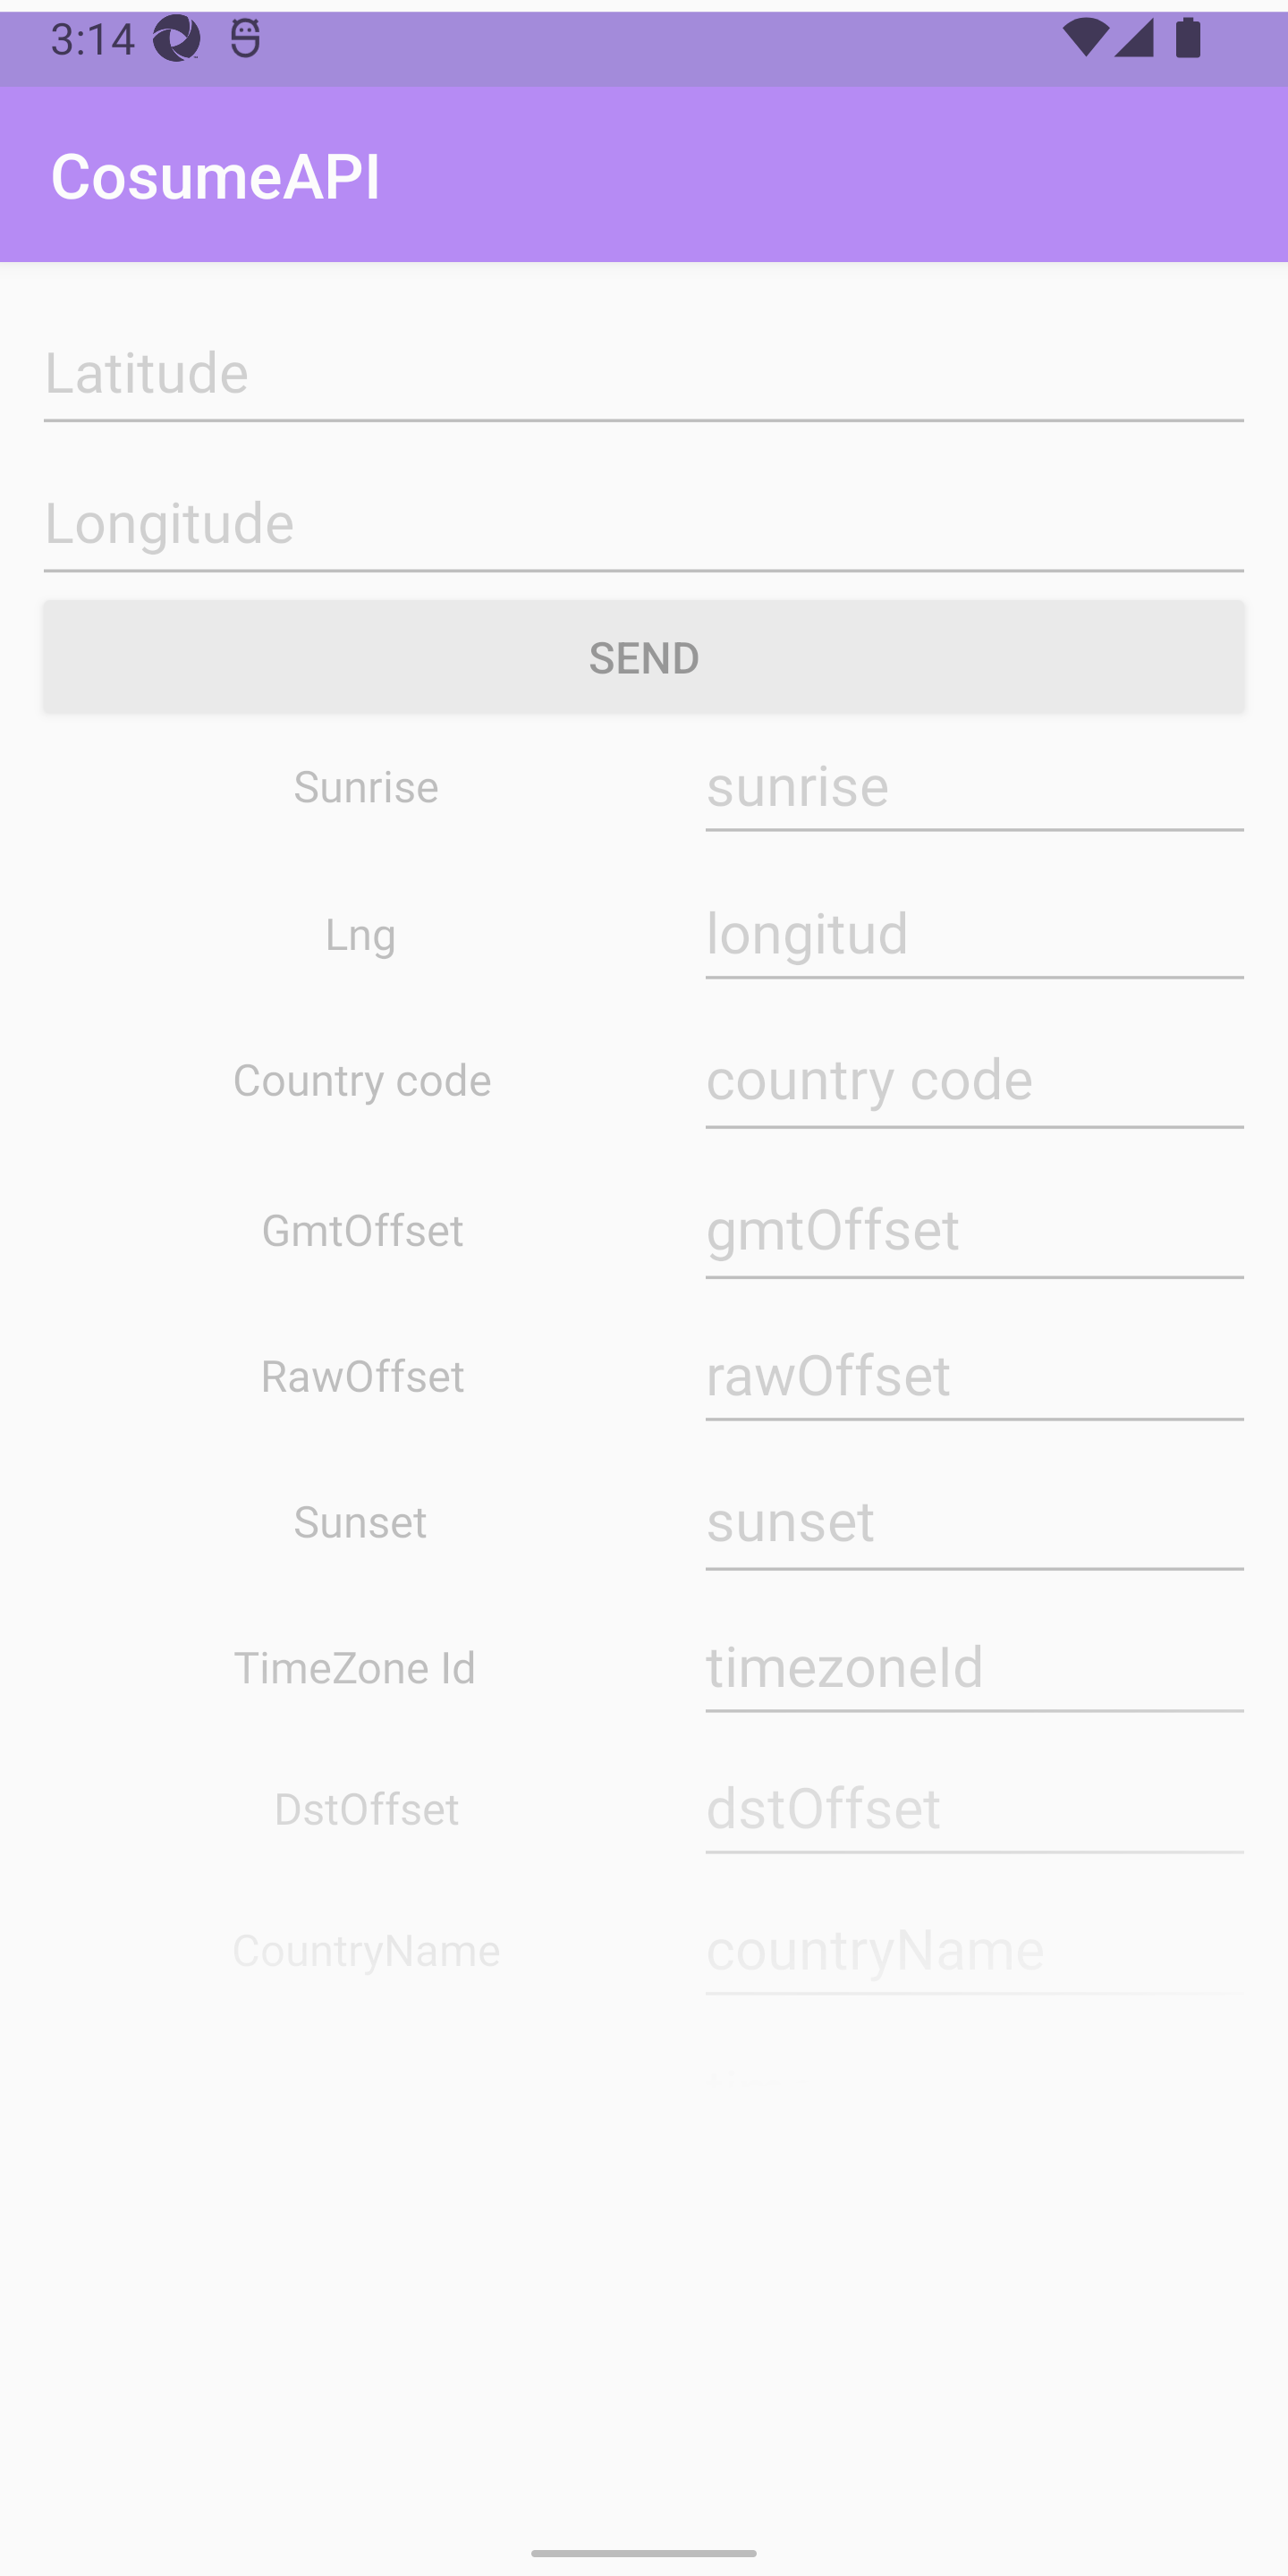 3:14
CosumeAPI
Latitude
Longitude
SEND
Sunrise sunrise
Lng longitud
Country code country code
GmtOffset gmtOffset
RawOffset rawOffset
Sunset sunset
TimeZone Id timezoneId
DstOffset dstOffset
CountryName countryName